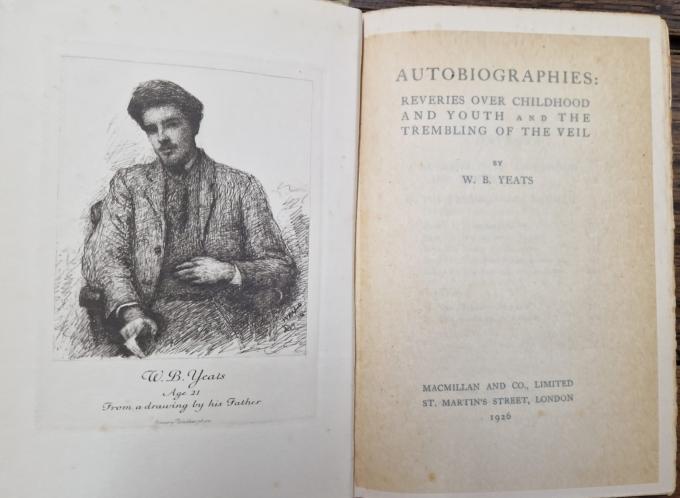 W. B. Yeats
Age 21
From a drawing by his Father
AUTOBIOGRAPHIES:
REVERIES OVER CHILDHOOD
AND YOUTH AND THE
TREMBLING OF THE VEIL
BY
W. B. YEATS
MACMILLAN AND CO., LIMITED
ST. MARTIN'S STREET, LONDON
1926